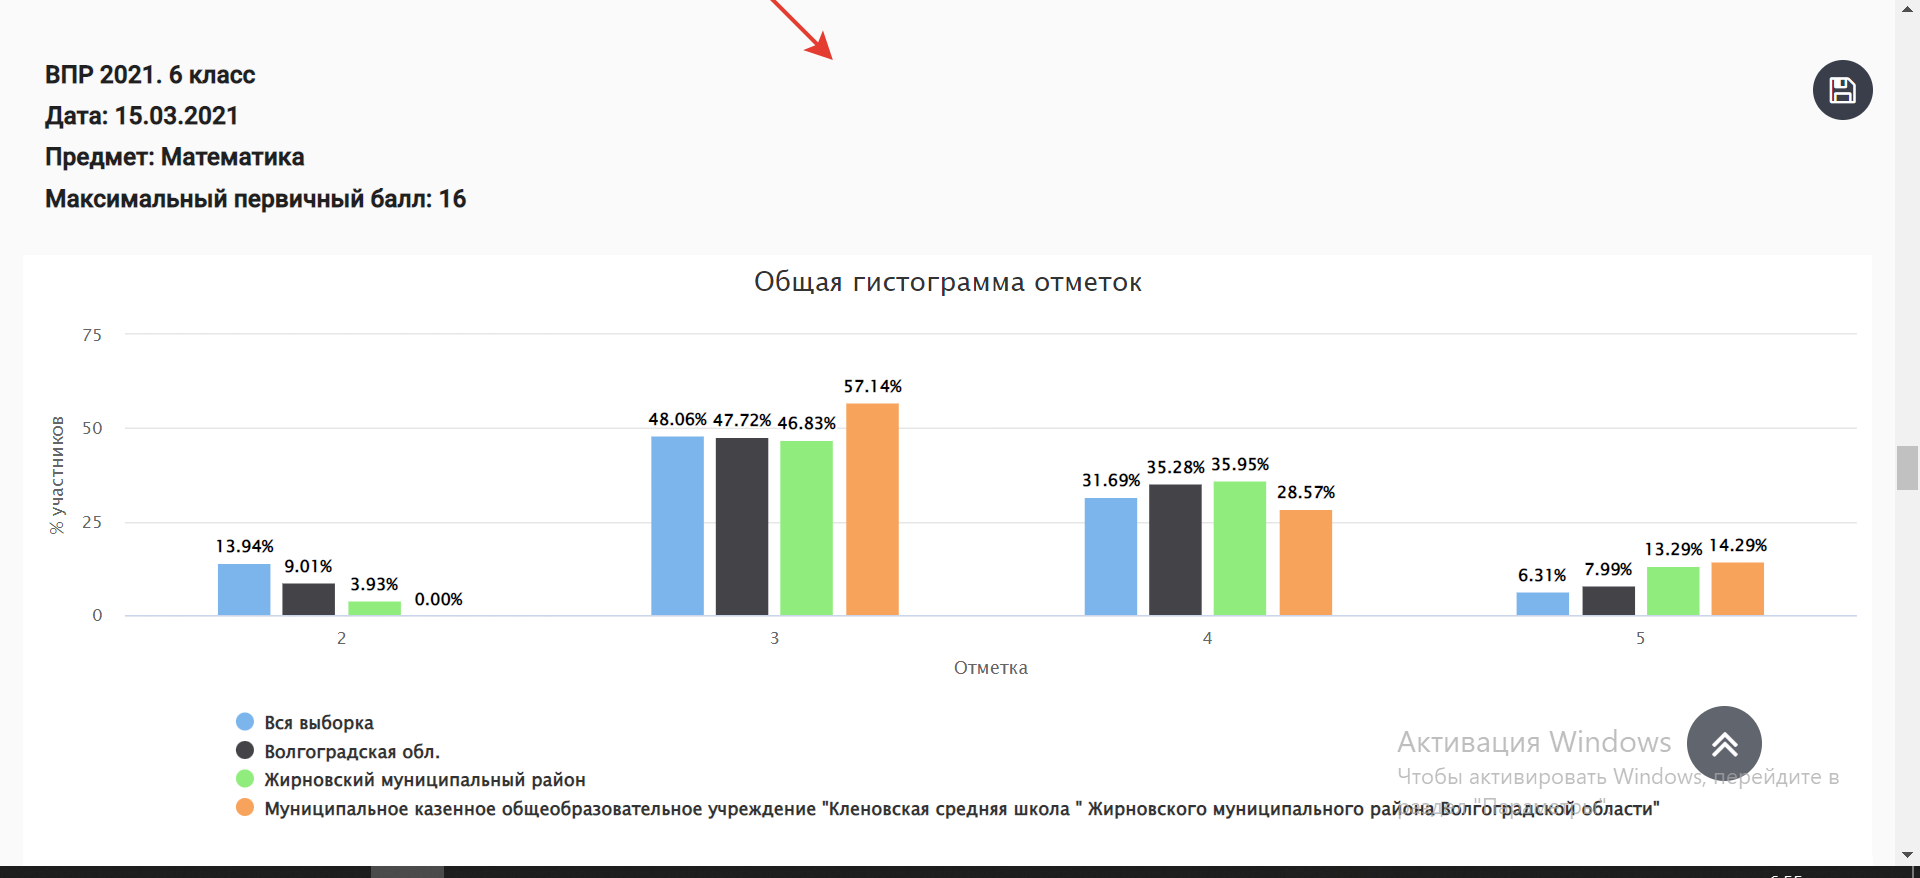 ВПР 2021. 6 класс
Дата: 15.03.2021
Предмет: Математика
Максимальный первичный балл: 16
Общая гистограмма отметок
75
50
25
0
% участников
13.94% 9.01% 3.93% 0.00%
48.06% 47.72% 46.83% 57.14%
31.69% 35.28% 35.95% 28.57%
6.31% 7.99% 13.29% 14.29%
2 3 4 5
Отметка
Вся выборка
Волгоградская обл.
Жирновский муниципальный район
Муниципальное казенное общеобразовательное учреждение "Кленовская средняя школа " Жирновского муниципального района Волгоградской области"
Активация Windows
Чтобы активировать Windows, перейдите в
раздел "Параметры".